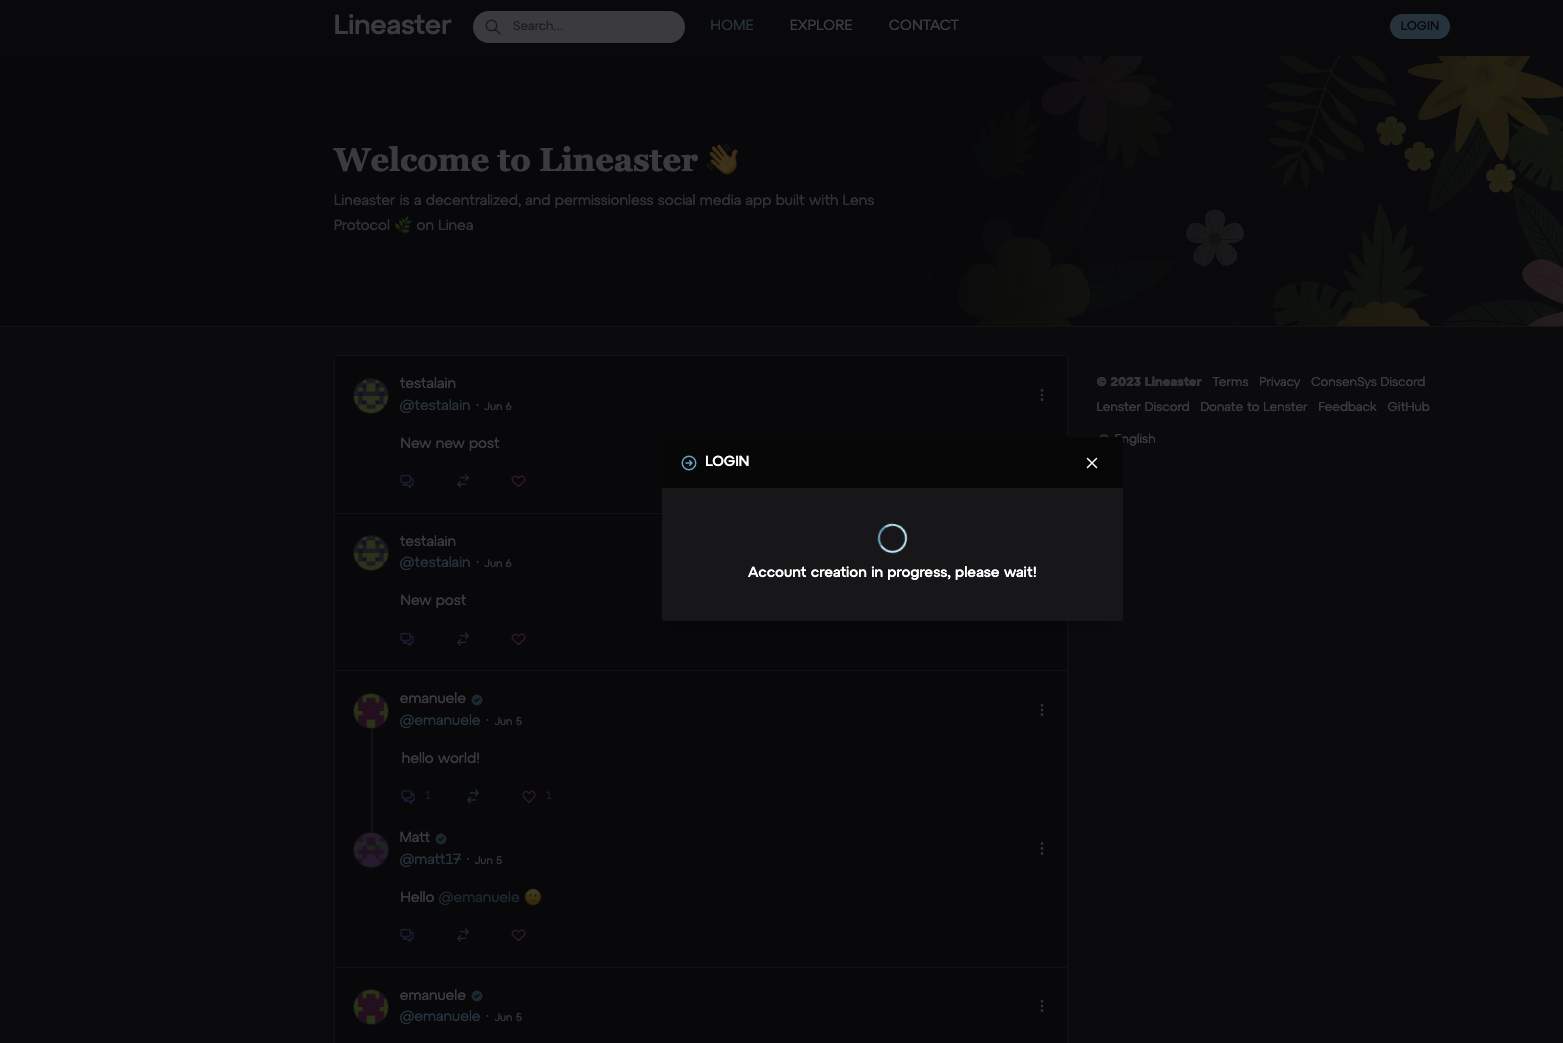 Lineaster
Search...
HOME
EXPLORE
CONTACT
LOGIN
Welcome to Lineaster 👋
Lineaster is a decentralized, and permissionless social media app built with Lens
Protocol 🌿 on Linea
testalain
@testalain · Jun 6
New new post
testalain
@testalain · Jun 6
New post
emanuele
@emanuele · Jun 5
hello world!
1
1
Matt
@matt17 · Jun 5
Hello @emanuele 🙂
emanuele
@emanuele · Jun 5
© 2023 Lineaster Terms Privacy ConsenSys Discord
Lenster Discord Donate to Lenster Feedback GitHub
English
LOGIN
Account creation in progress, please wait!